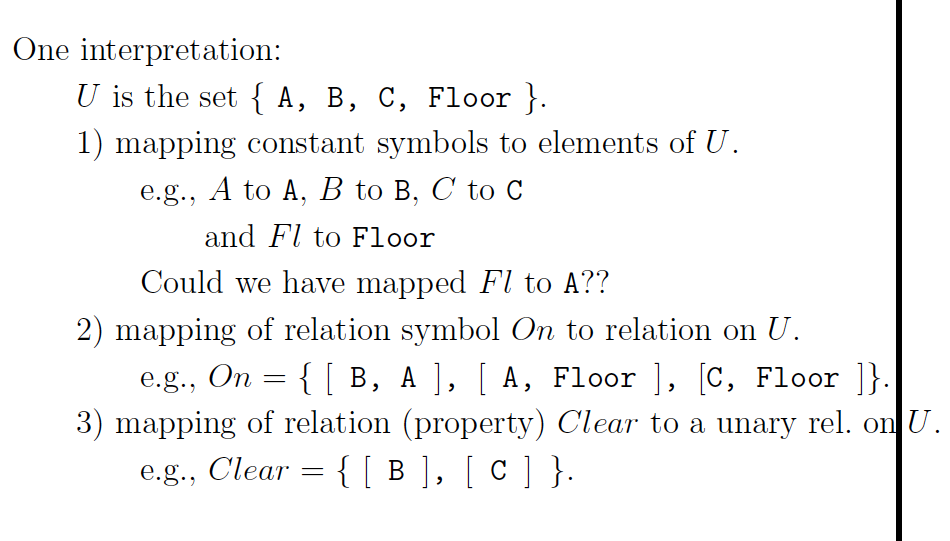 One interpretation:
U is the set { A, B, C, Floor }.
1) mapping constant symbols to elements of U.
e.g., A to A, B to B, C to C
and Fl to Floor
Could we have mapped Fl to A??
2) mapping of relation symbol On to relation on U.
e.g., On = { [ B, A ], [ A, Floor ], [C, Floor ]}.
3) mapping of relation (property) Clear to a unary rel. on U.
e.g., Clear = { [ B ], [ C ] }.